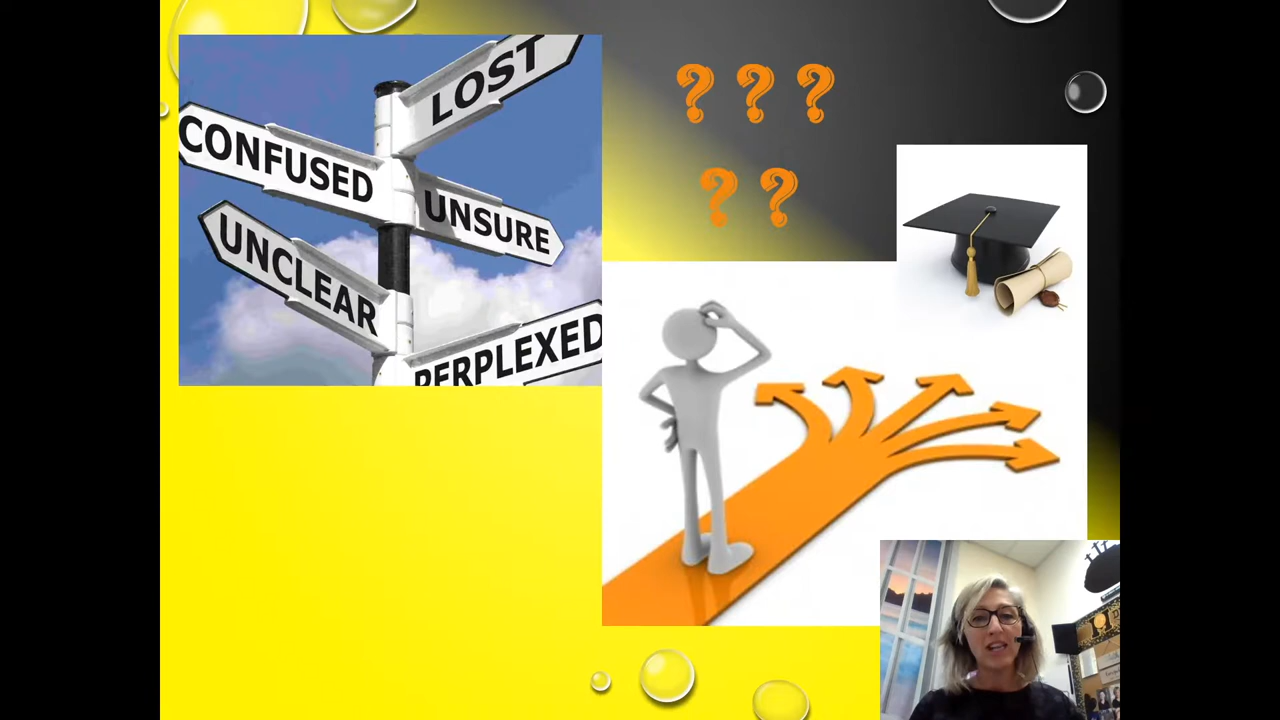 LOST
CONFUSED
UNSURE
UNCLEAR
PERPLEXED
? ? ?
? ?